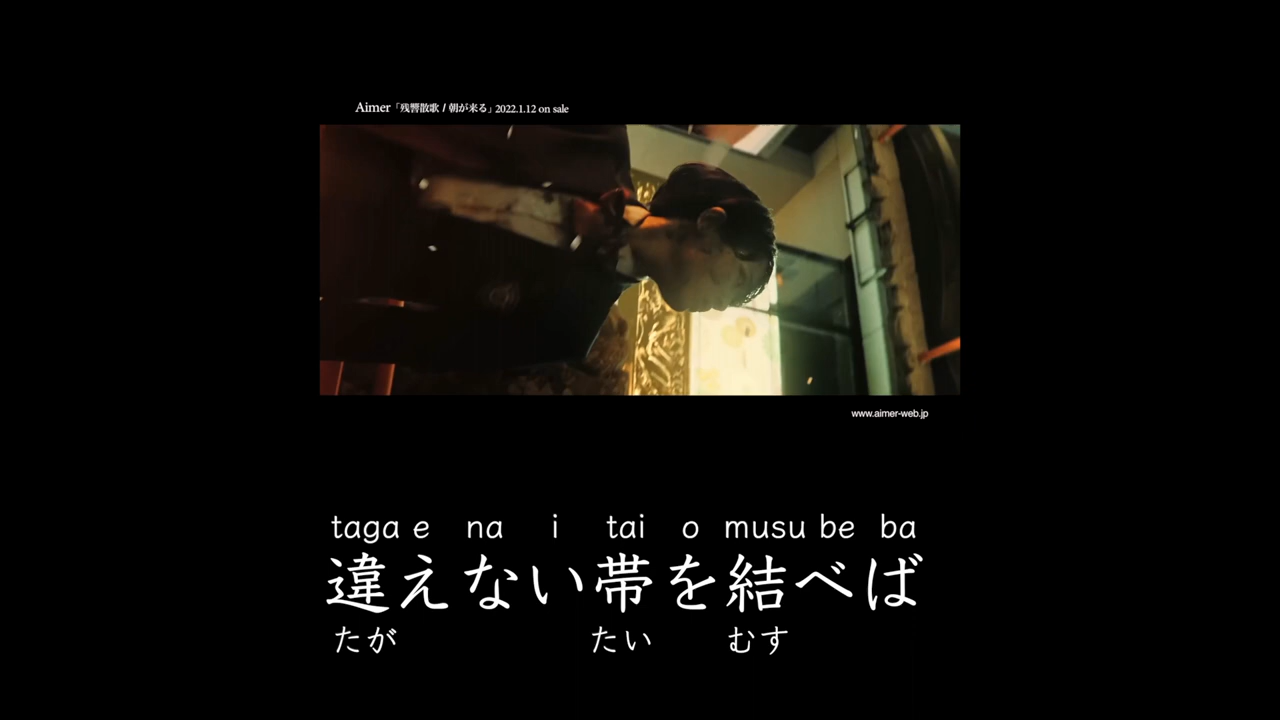 Aimer「残響散歌 / 朝が来る」2022.1.12 on sale
www.aimer-web.jp
taga e na i tai o musu be ba
違えない帯を結べば
たが たい むす